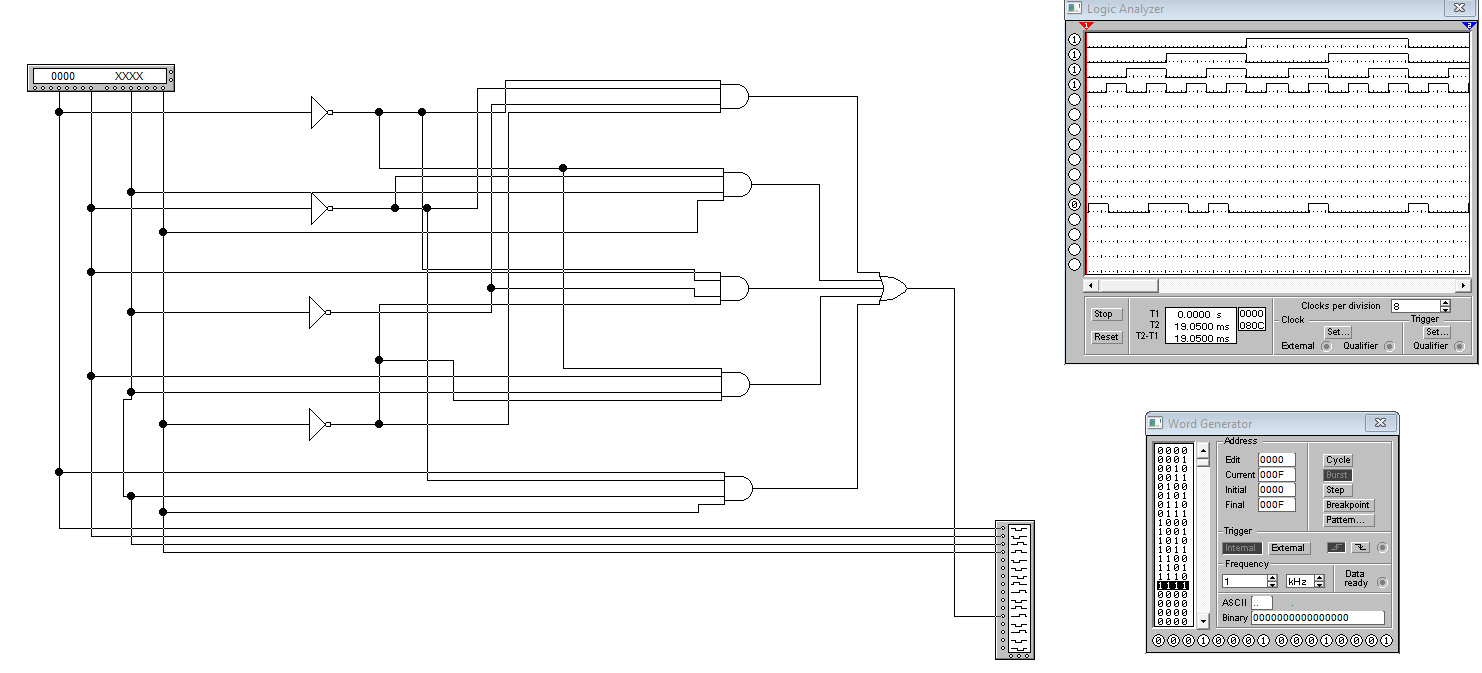 0000 XXXX
Logic Analyzer
1
2
1
1
1
1
0
Stop
Reset
T1 0.0000 s 0000
T2 19.0500 ms 080C
T2-T1 19.0500 ms
Clocks per division 8
Clock
Set...
External Qualifier
Trigger
Set...
Qualifier
Word Generator
0000
0001
0010
0011
0100
0101
0110
0111
1000
1001
1010
1011
1100
1101
1110
1111
0000
0000
0000
0000
Address
Edit 0000
Current 000F
Initial 0000
Final 000F
Cycle
Burst
Step
Breakpoint
Pattern...
Trigger
Internal External
Frequency
1 kHz
Data
ready
ASCII .. .
Binary 0000000000000000
0 0 0 1 0 0 0 1 0 0 0 1 0 0 0 1